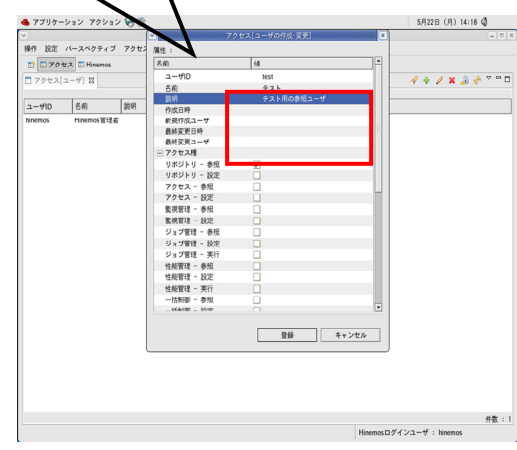 アプリケーション アクション
5月22日 (月) 14:18
アクセス[ユーザの作成・変更]
操作 設定 パースペクティブ アクセ
アクセス Hinemos
アクセス[ユーザ]
ユーザID 名前 説明
hinemos Hinemos管理者
属性：
名前 値
ユーザID test
名前 テスト
説明 テスト用の参照ユーザ
作成日時
新規作成ユーザ
最終変更日時
最終変更ユーザ
アクセス権
リポジトリ - 参照
リポジトリ - 設定
アクセス - 参照
アクセス - 設定
監視管理 - 参照
監視管理 - 設定
ジョブ管理 - 参照
ジョブ管理 - 設定
ジョブ管理 - 実行
性能管理 - 参照
性能管理 - 設定
性能管理 - 実行
一括制御 - 参照
一括制御 - 設定
登録 キャンセル
件数：1
Hinemosログインユーザ：hinemos